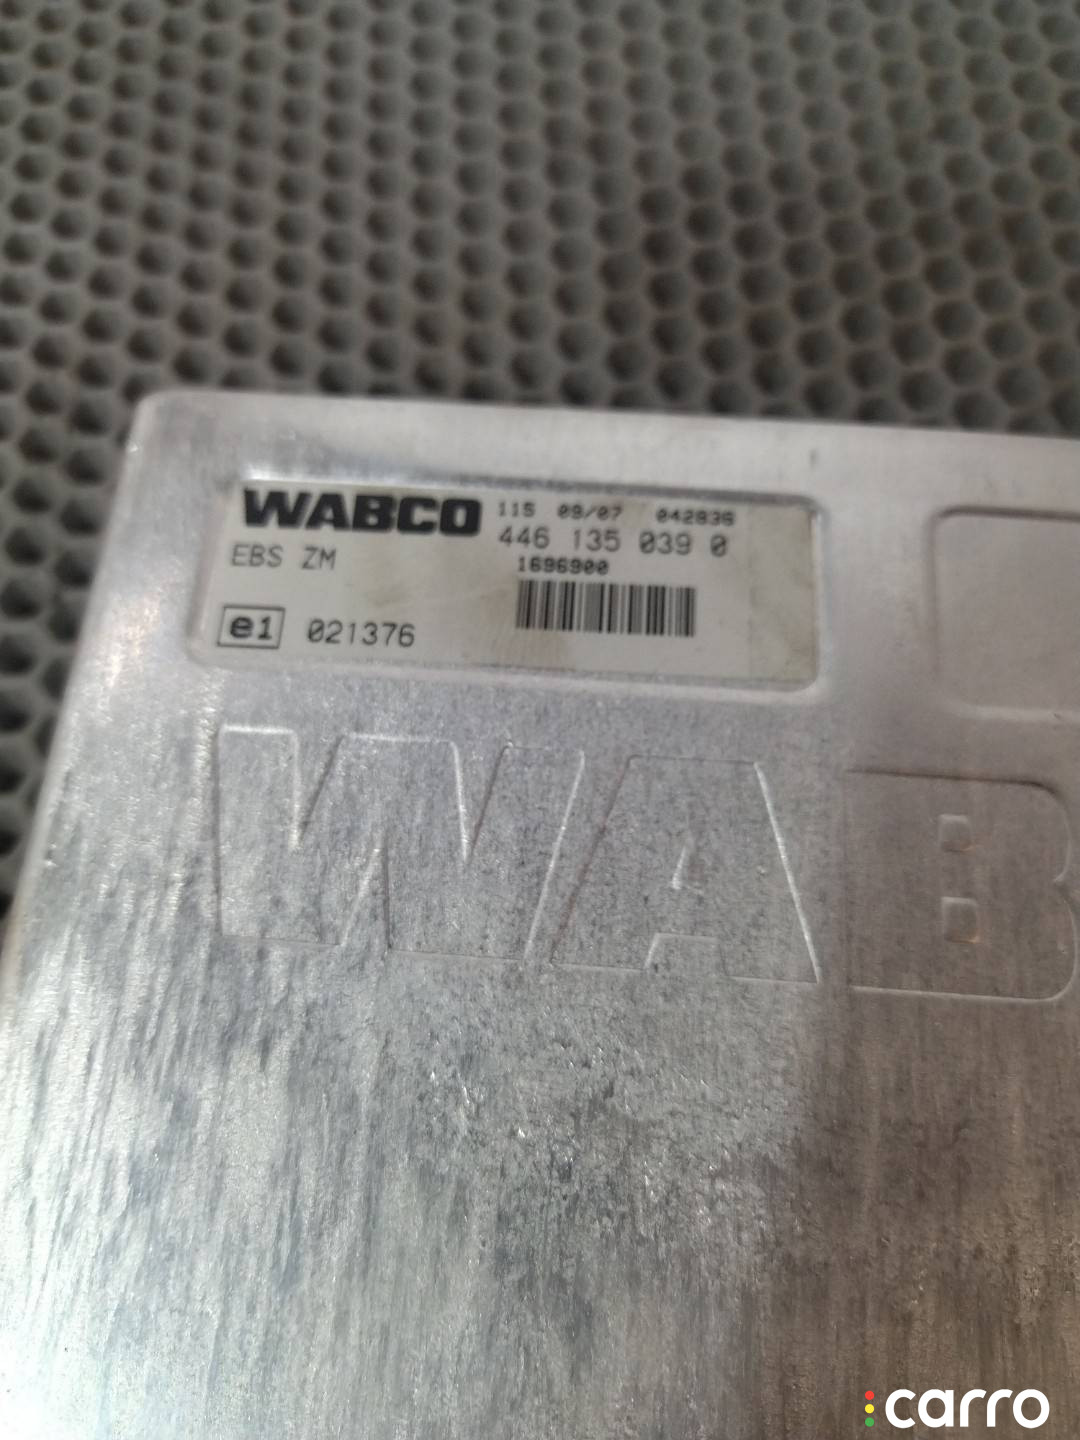 WABCO 115 09/07 042836
446 135 039 0
EBS ZM 1696900
e1 021376
WAB
carro